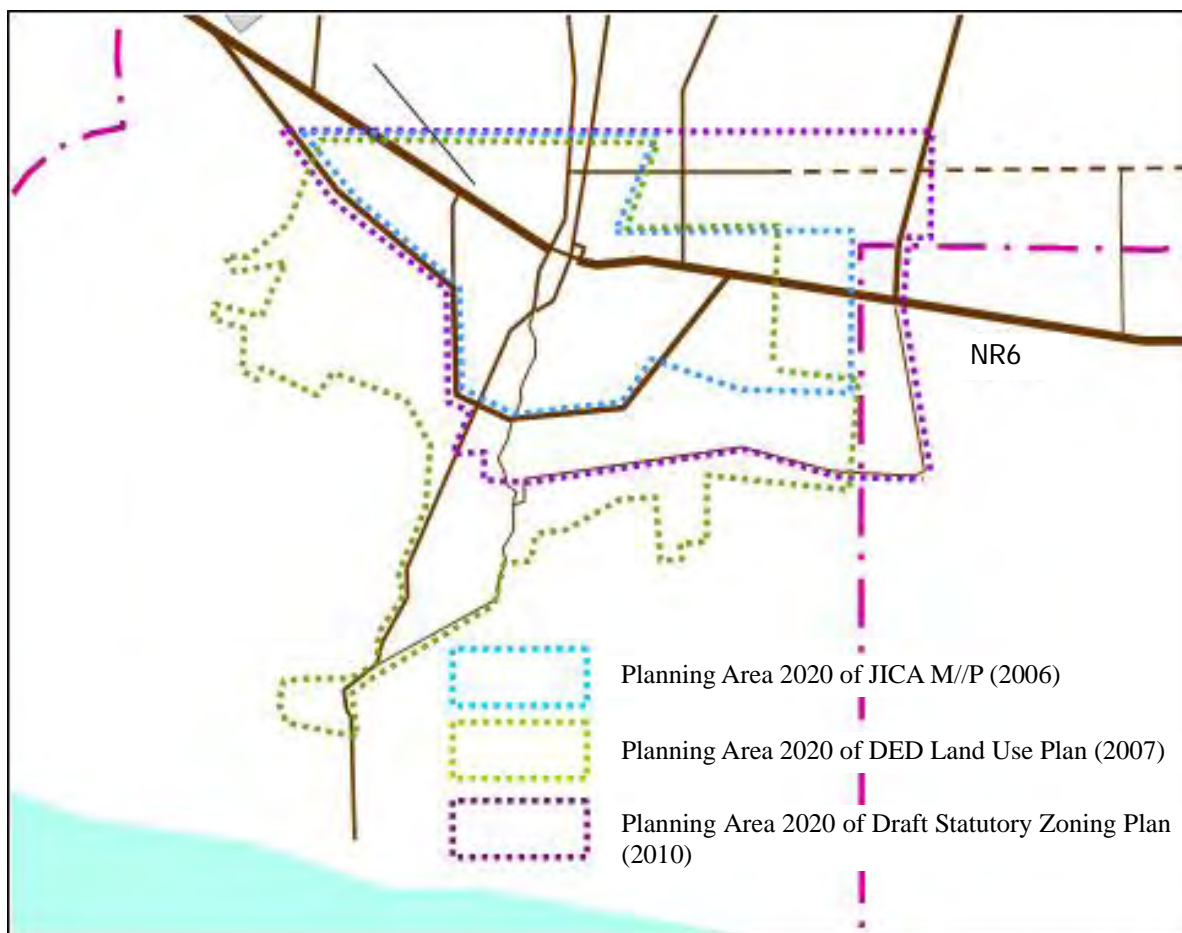 NR6
Planning Area 2020 of JICA M//P (2006)
Planning Area 2020 of DED Land Use Plan (2007)
Planning Area 2020 of Draft Statutory Zoning Plan
(2010)